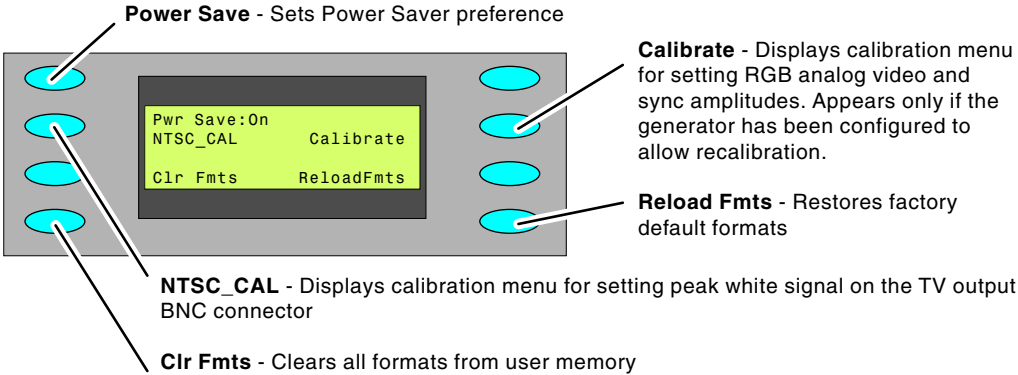 Power Save - Sets Power Saver preference
Pwr Save:On
NTSC_CAL Calibrate
Clr Fmts ReloadFmts
Calibrate - Displays calibration menu
for setting RGB analog video and
sync amplitudes. Appears only if the
generator has been configured to
allow recalibration.
Reload Fmts - Restores factory
default formats
NTSC_CAL - Displays calibration menu for setting peak white signal on the TV output
BNC connector
Clr Fmts - Clears all formats from user memory